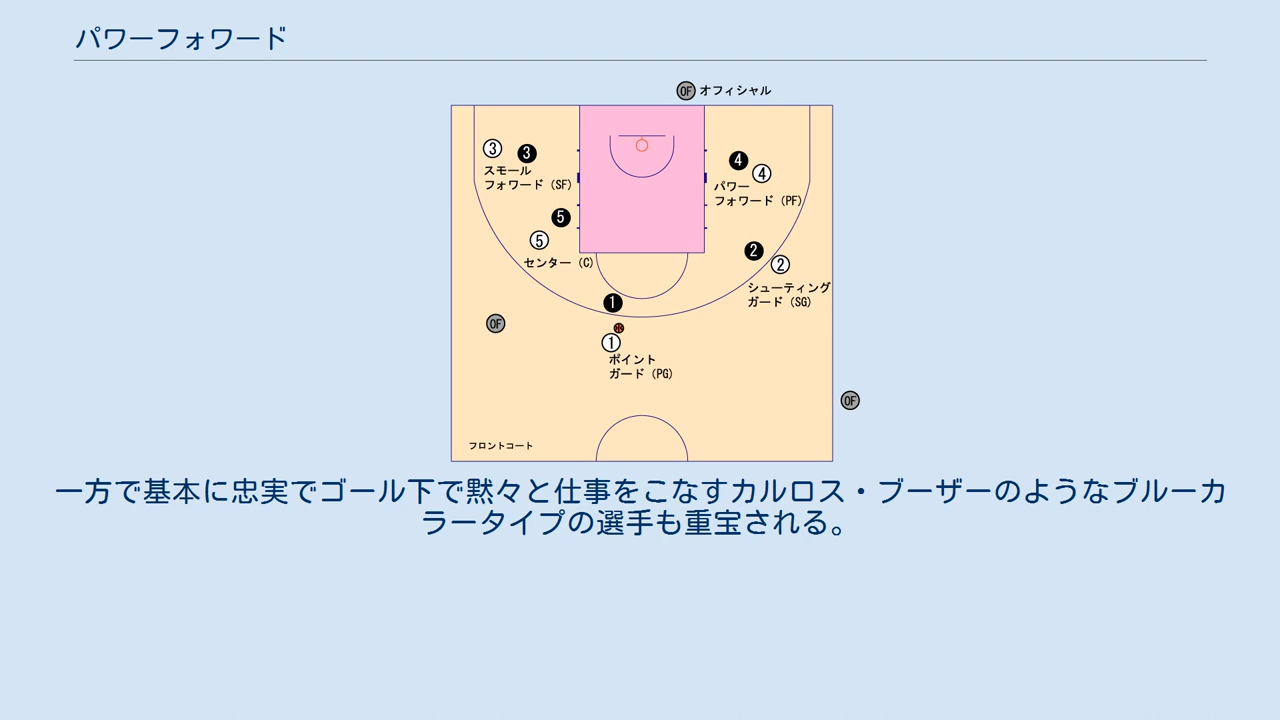 パワーフォワード
OF オフィシャル
3 3
スモール
フォワード（SF）
4 4
パワー
フォワード（PF）
5
5
センター（C）
2 2
シューティング
ガード（SG）
1
1
ポイント
ガード（PG）
OF
OF
フロントコート
一方で基本に忠実でゴール下で黙々と仕事をこなすカルロス・ブーザーのようなブルーカ
ラータイプの選手も重宝される。